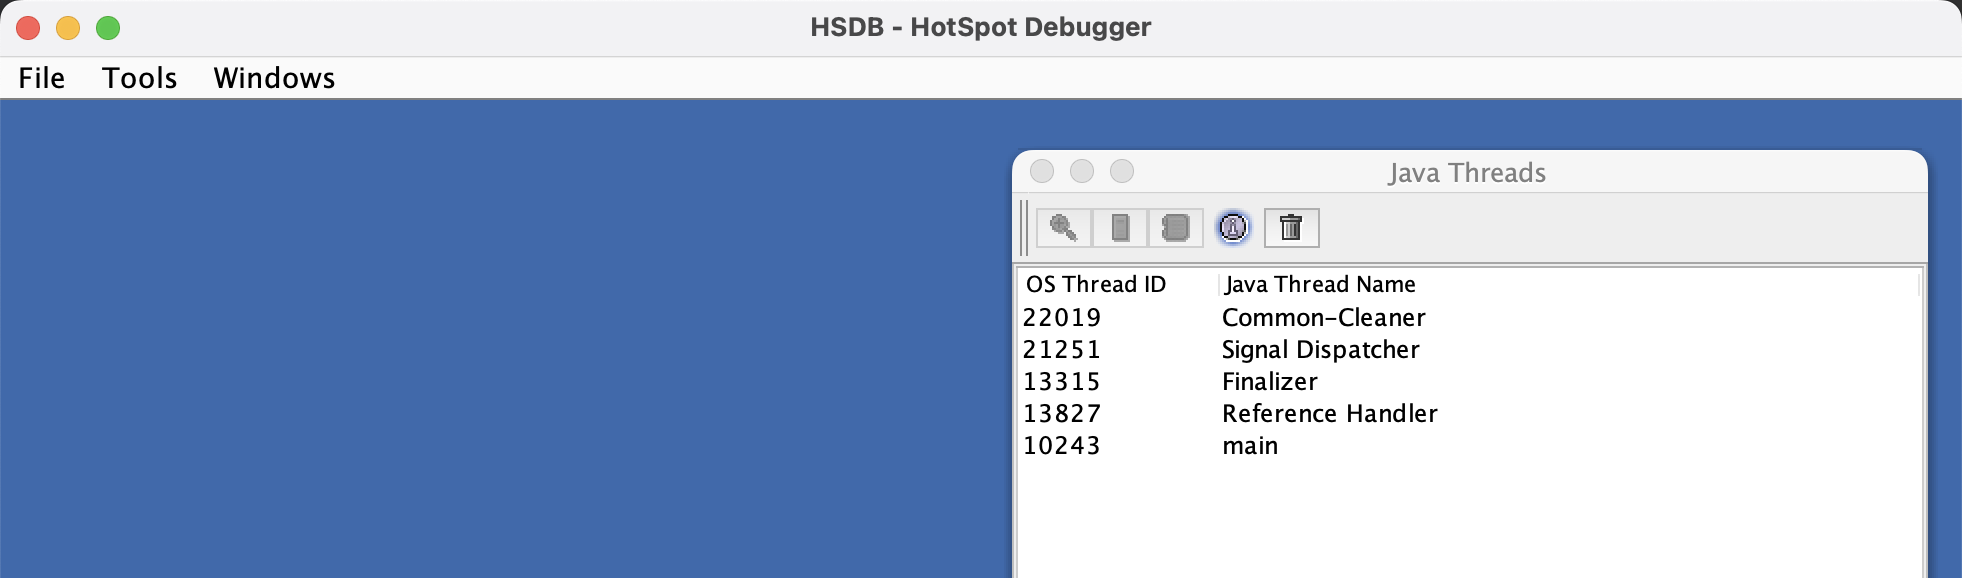 HSDB - HotSpot Debugger
File Tools Windows
Java Threads
OS Thread ID Java Thread Name
22019 Common-Cleaner
21251 Signal Dispatcher
13315 Finalizer
13827 Reference Handler
10243 main